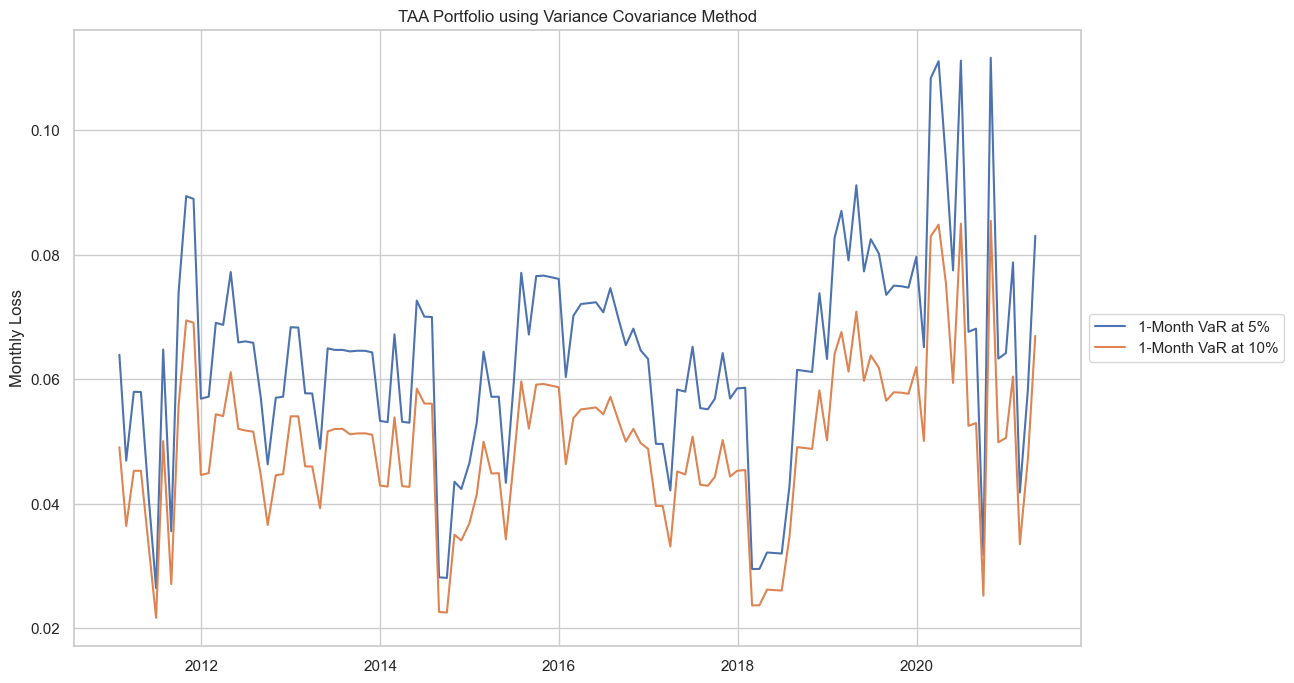 TAA Portfolio using Variance Covariance Method
Monthly Loss
0.10
0.08
0.06
0.04
0.02
2012
2014
2016
2018
2020
1-Month VaR at 5%
1-Month VaR at 10%